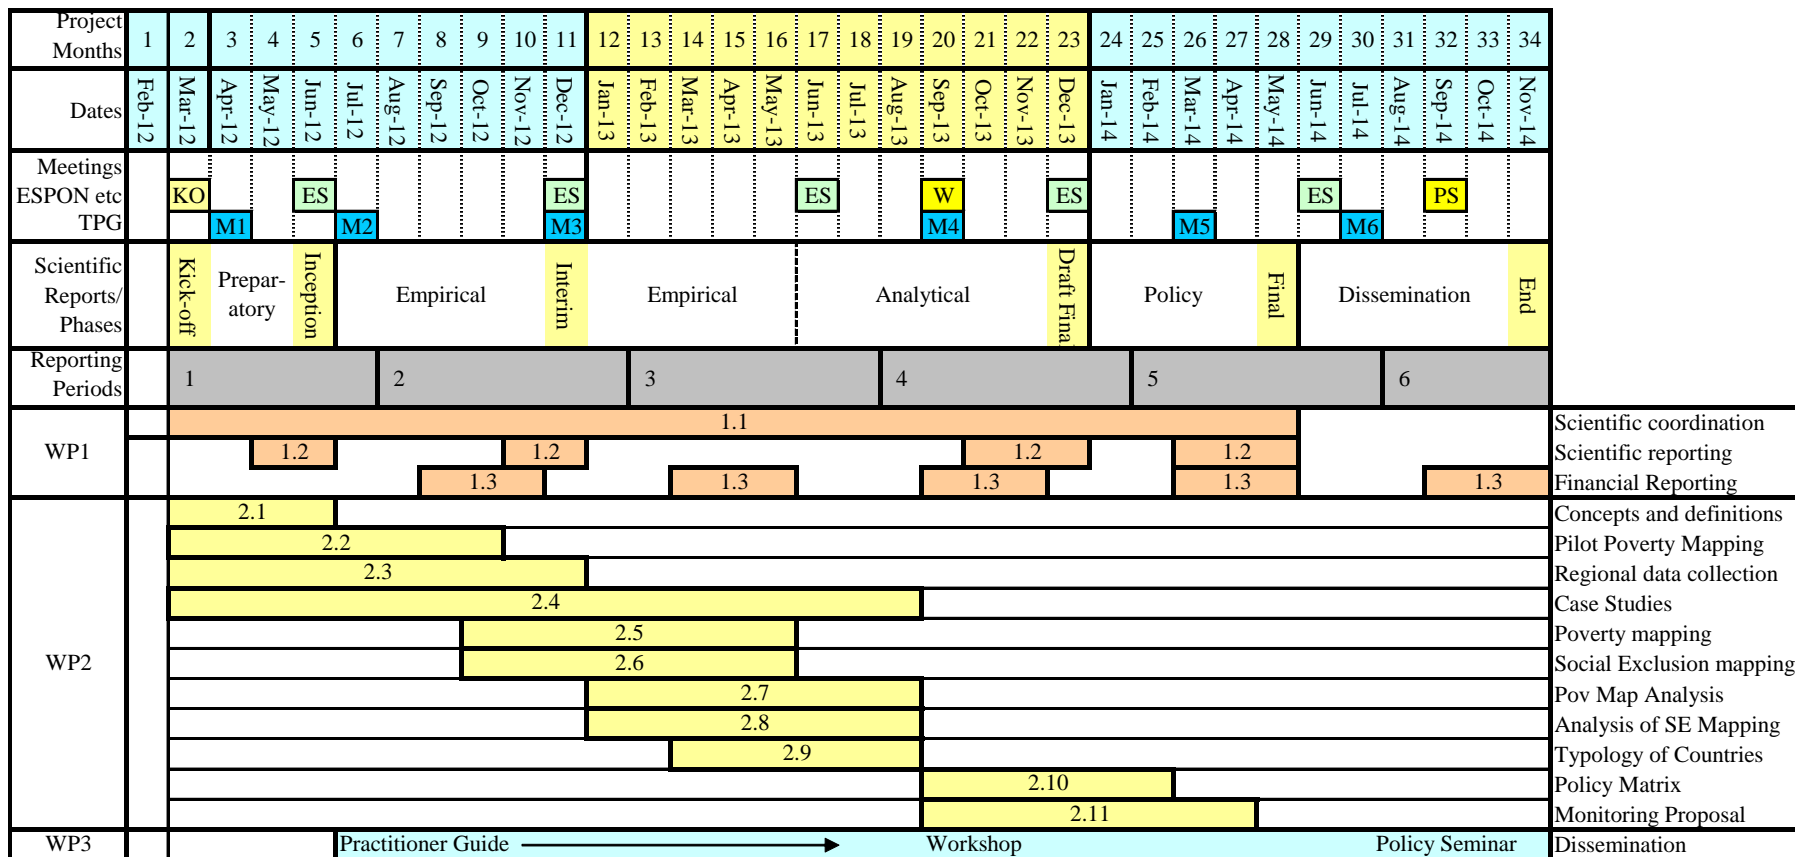 Project Months 1 2 3 4 5 6 7 8 9 10 11 12 13 14 15 16 17 18 19 20 21 22 23 24 25 26 27 28 29 30 31 32 33 34
Dates Feb-12 Mar-12 Apr-12 May-12 Jun-12 Jul-12 Aug-12 Sep-12 Oct-12 Nov-12 Dec-12 Jan-13 Feb-13 Mar-13 Apr-13 May-13 Jun-13 Jul-13 Aug-13 Sep-13 Oct-13 Nov-13 Dec-13 Jan-14 Feb-14 Mar-14 Apr-14 May-14 Jun-14 Jul-14 Aug-14 Sep-14 Oct-14 Nov-14
Meetings
ESPON etc KO ES ES ES W ES ES PS
TPG M1 M2 M3 M4 M5 M6
Scientific Reports/ Phases Kick-off Prepar-atory Inception Empirical Interim Empirical Analytical Draft Fina Policy Final Dissemination End
Reporting Periods 1 2 3 4 5 6
WP1
1.1 Scientific coordination
1.2 1.2 1.2 1.2 Scientific reporting
1.3 1.3 1.3 1.3 1.3 Financial Reporting
WP2
2.1 Concepts and definitions
2.2 Pilot Poverty Mapping
2.3 Regional data collection
2.4 Case Studies
2.5 Poverty mapping
2.6 Social Exclusion mapping
2.7 Pov Map Analysis
2.8 Analysis of SE Mapping
2.9 Typology of Countries
2.10 Policy Matrix
2.11 Monitoring Proposal
WP3 Practitioner Guide Workshop Policy Seminar Dissemination